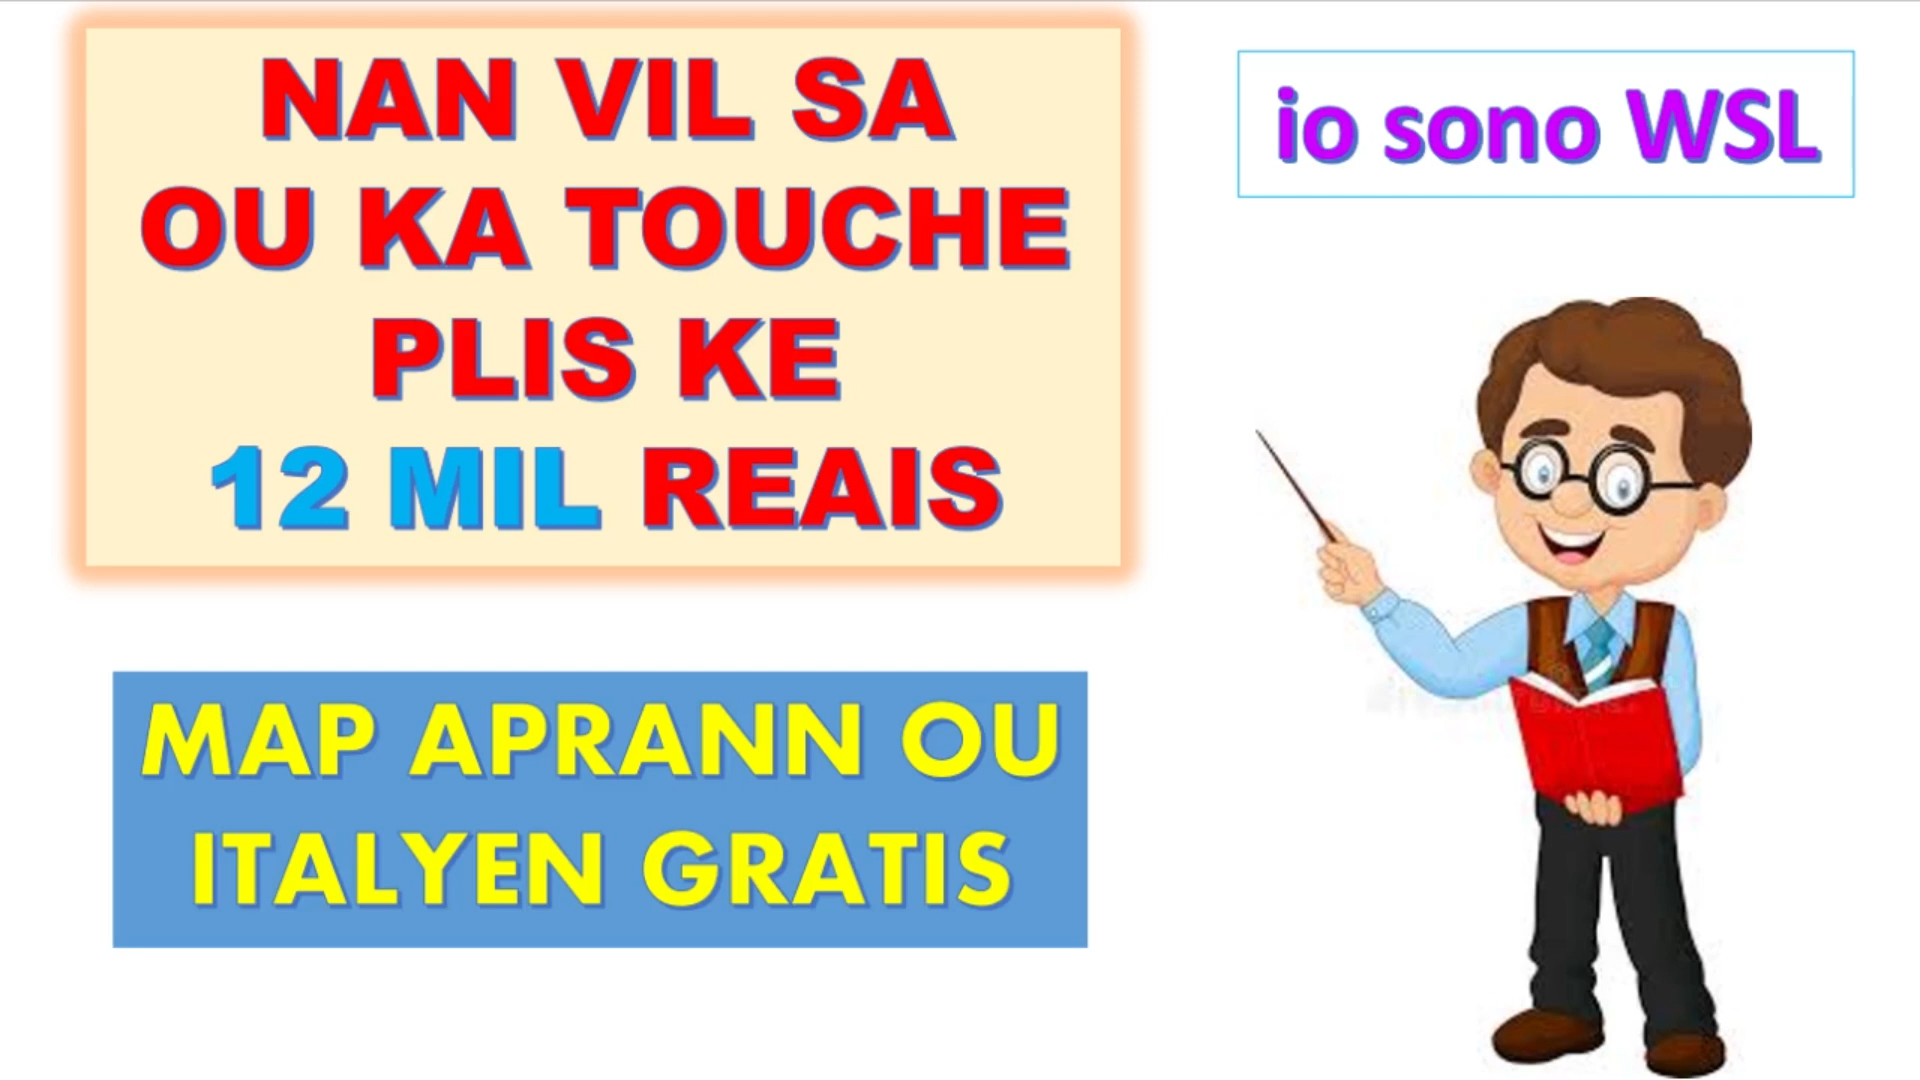 NAN VIL SA
OU KA TOUCHE
PLIS KE
12 MIL REAIS
io sono WSL
MAP APRANN OU
ITALYEN GRATIS